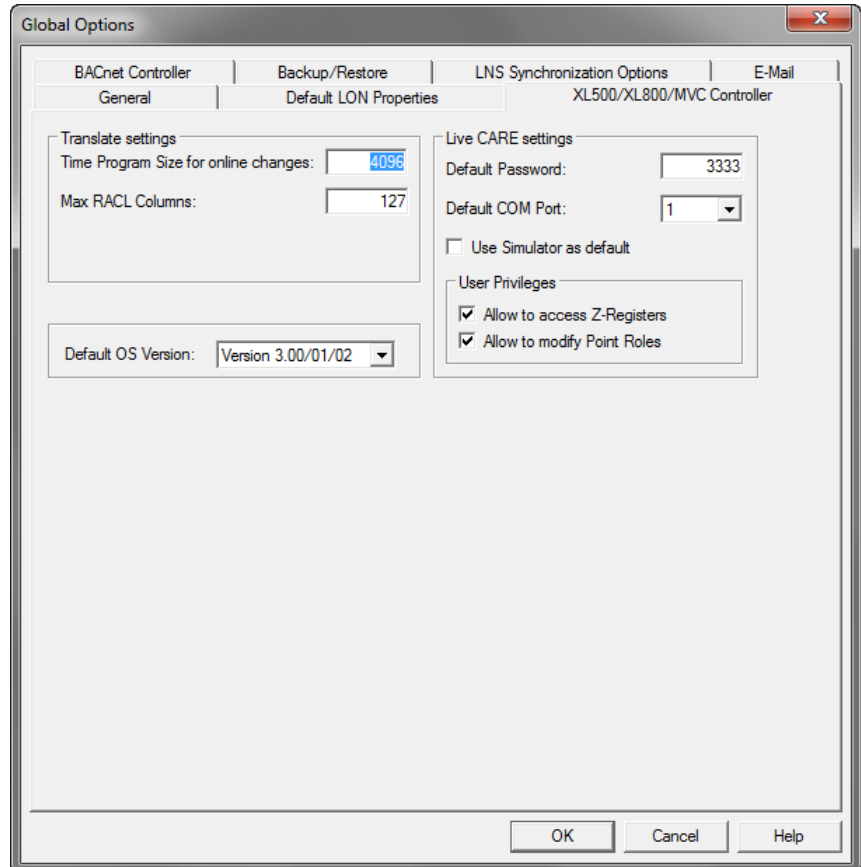 Global Options
BACnet Controller
Backup/Restore
LNS Synchronization Options
E-Mail
General
Default LON Properties
XL500/XL800/MVC Controller
Translate settings
Time Program Size for online changes: 4096
Max RACL Columns: 127
Default OS Version: Version 3.00/01/02
Live CARE settings
Default Password: 3333
Default COM Port: 1
Use Simulator as default
User Privileges
Allow to access Z-Registers
Allow to modify Point Roles
OK
Cancel
Help